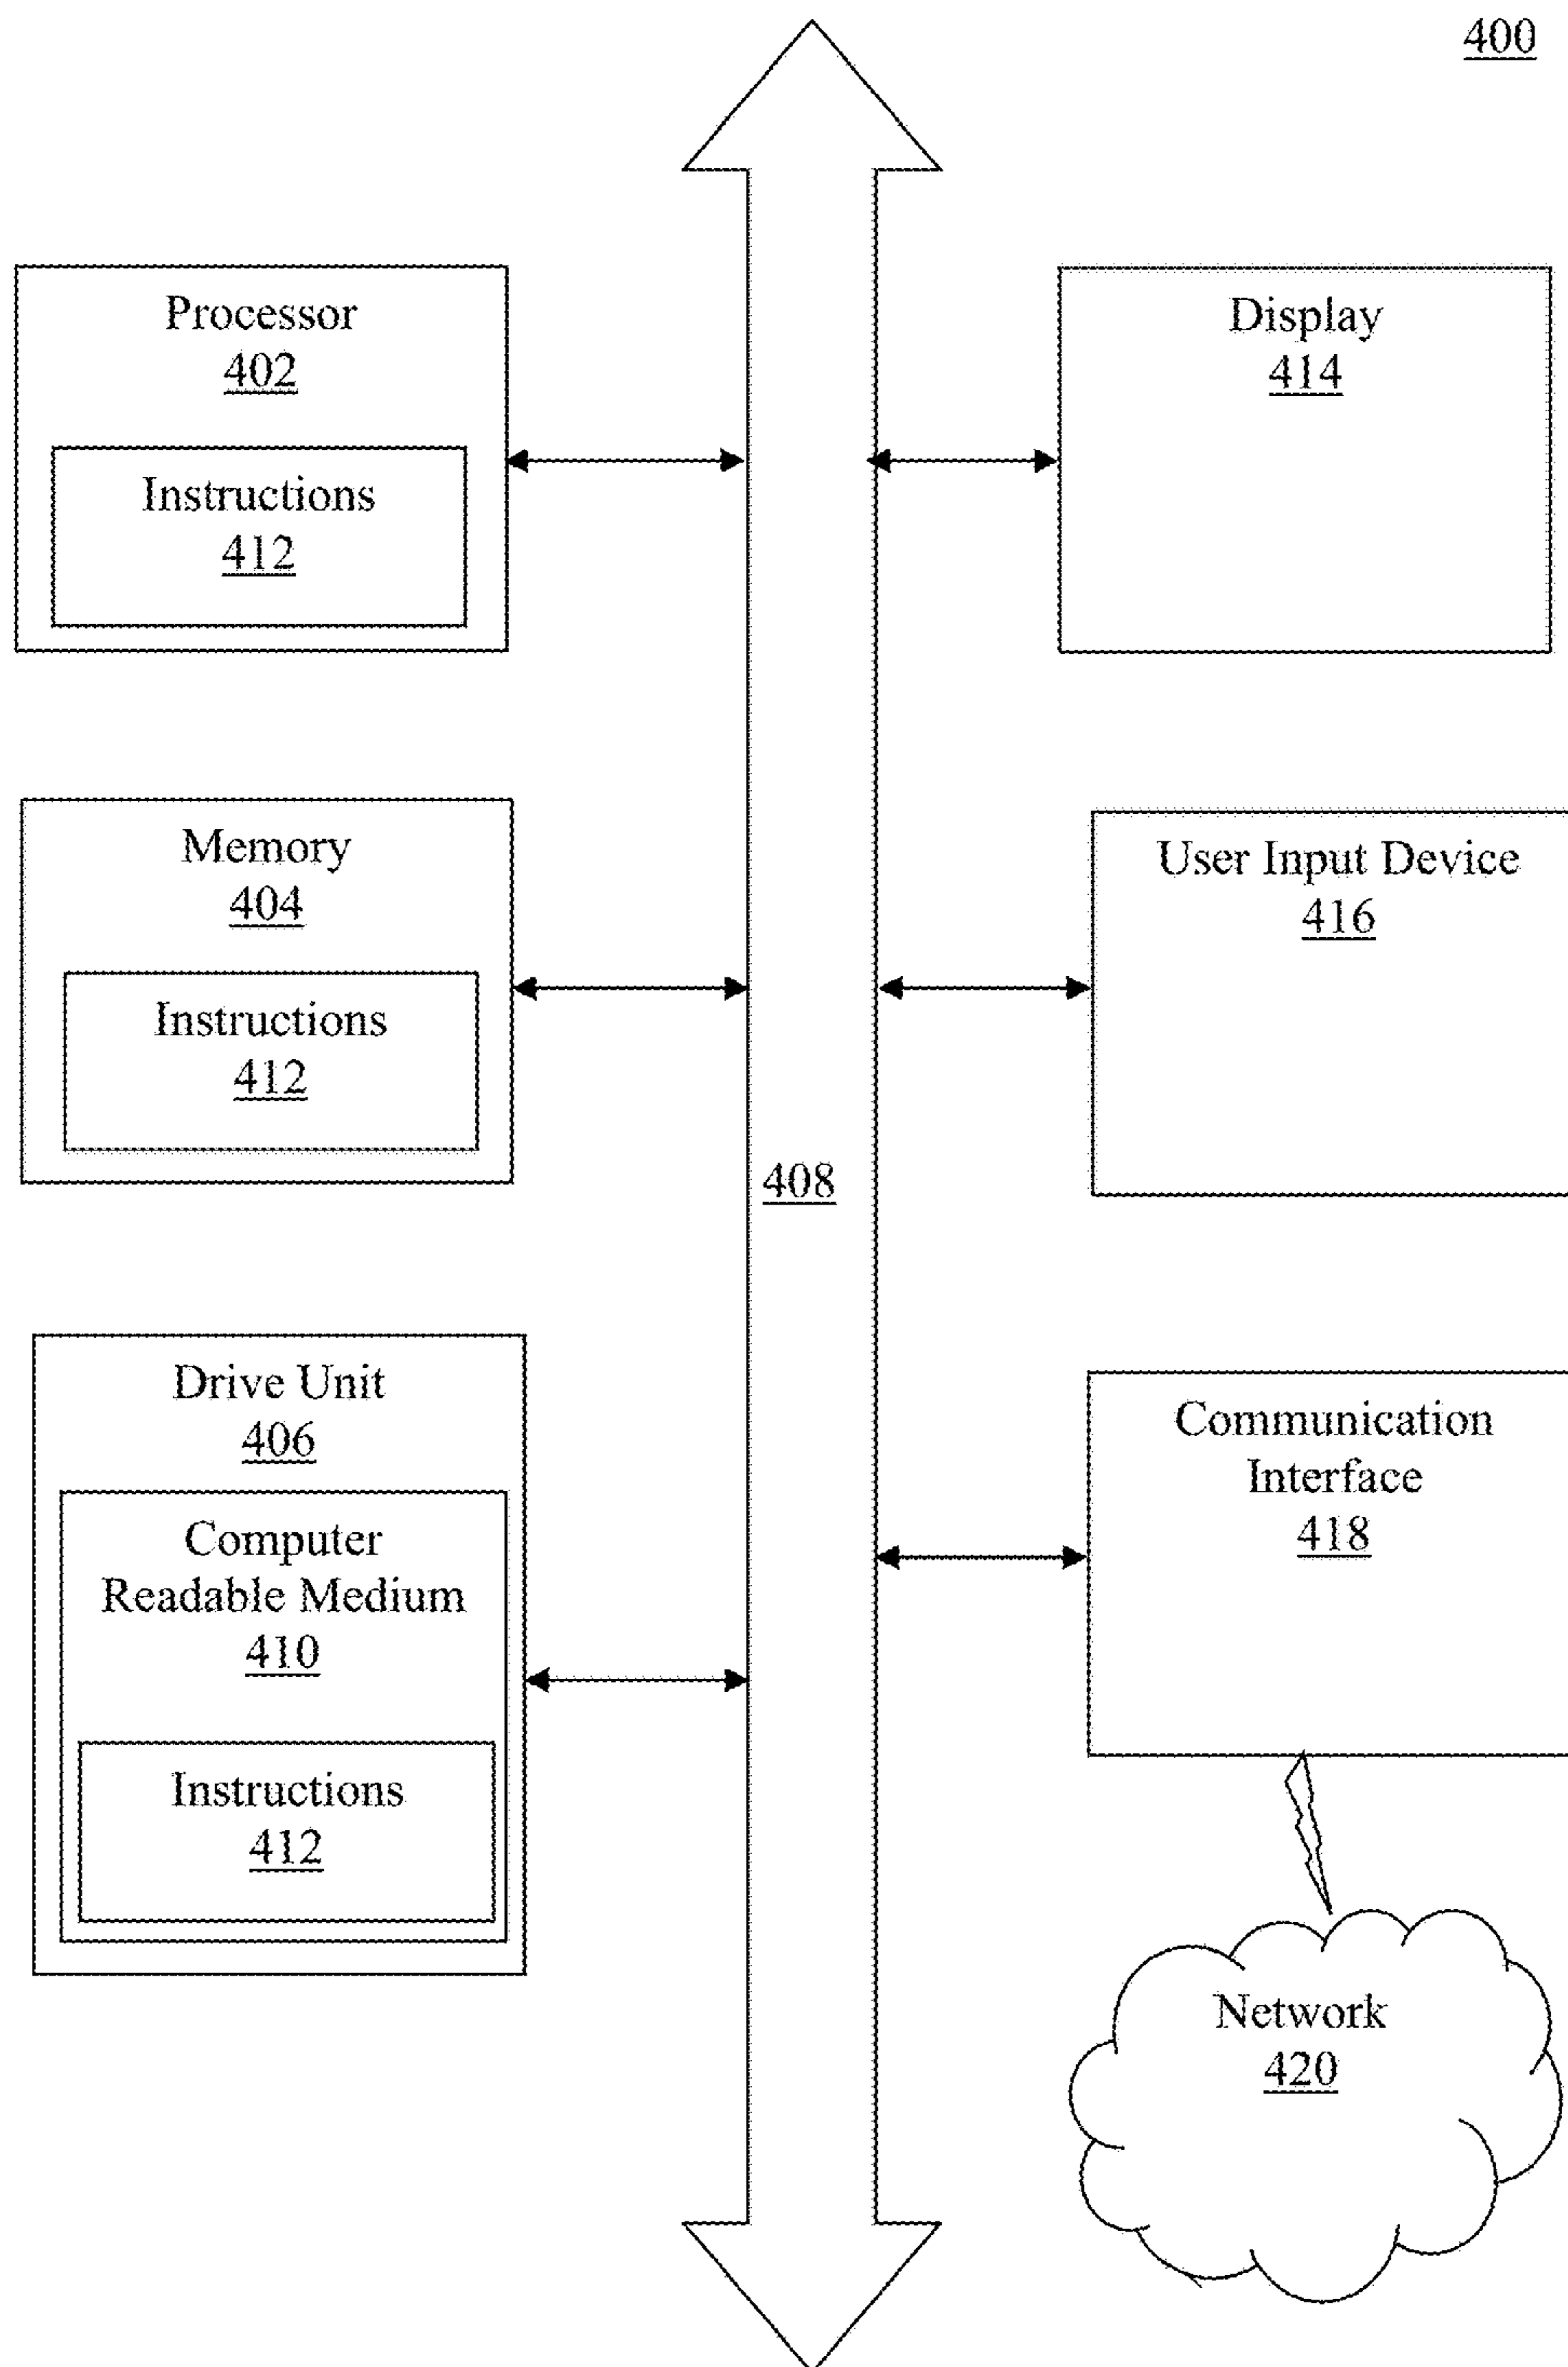 400
Processor
402
Instructions
412
Memory
404
Instructions
412
Drive Unit
406
Computer
Readable Medium
410
Instructions
412
408
Display
414
User Input Device
416
Communication
Interface
418
Network
420